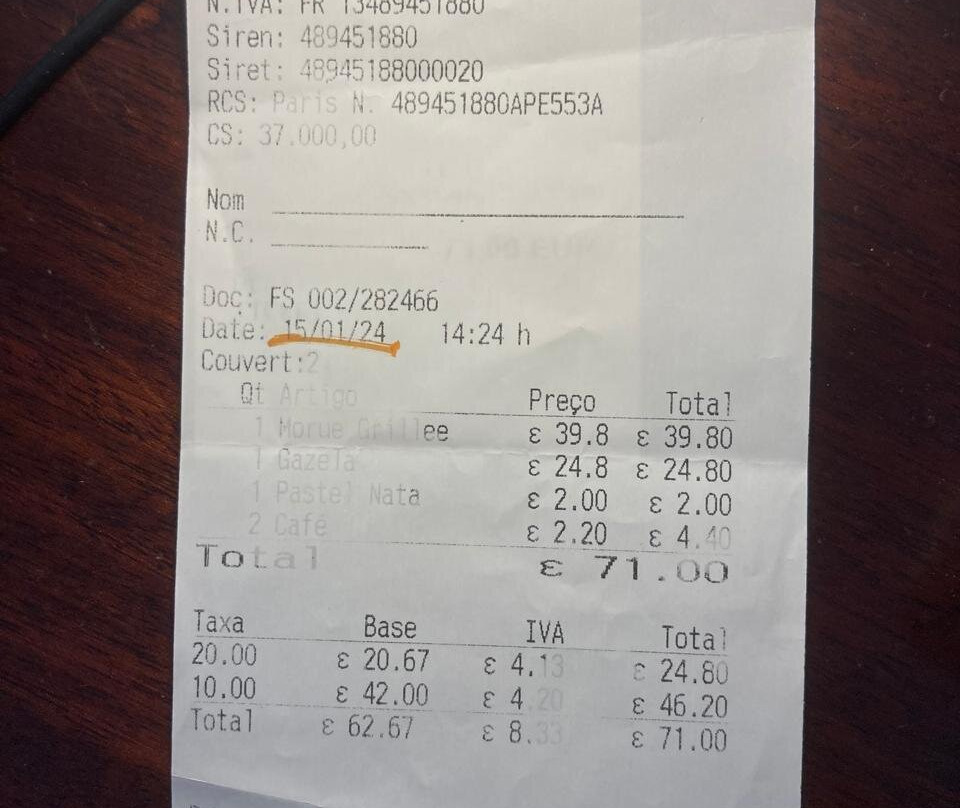 N.IVA: FR 13489451880
Siren: 489451880
Siret: 48945188000020
RCS: Paris N. 489451880APE553A
CS: 37.000,00
Nom
N.C.
Doc: FS 002/282466
Date: 15/01/24 14:24 h
Couvert:2
Qt Artigo Preço Total
1 Morue Grillee ε 39.8 ε 39.80
1 Gazela ε 24.8 ε 24.80
1 Pastel Nata ε 2.00 ε 2.00
2 Café ε 2.20 ε 4.40
Total ε 71.00
Taxa Base IVA Total
20.00 ε 20.67 ε 4.13 ε 24.80
10.00 ε 42.00 ε 4.20 ε 46.20
Total ε 62.67 ε 8.33 ε 71.00